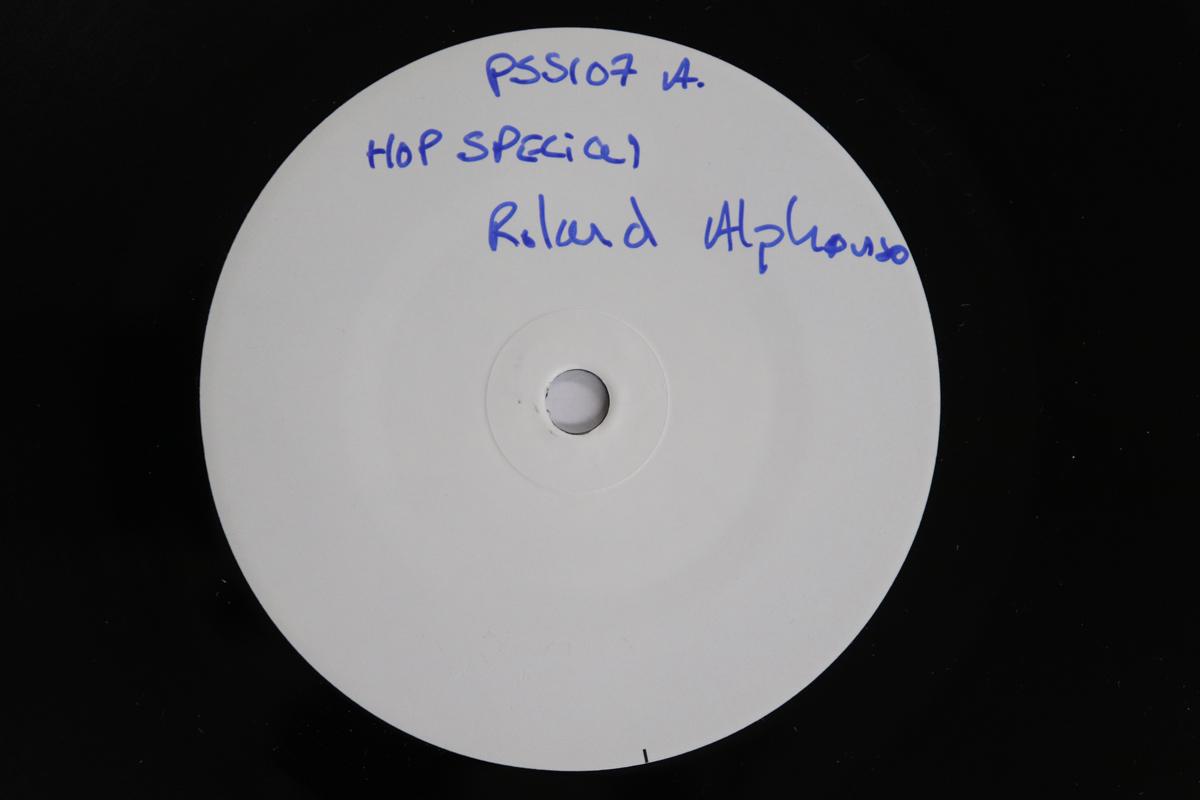 PSS107 A.
HOP SPECial
Roland Alphonso